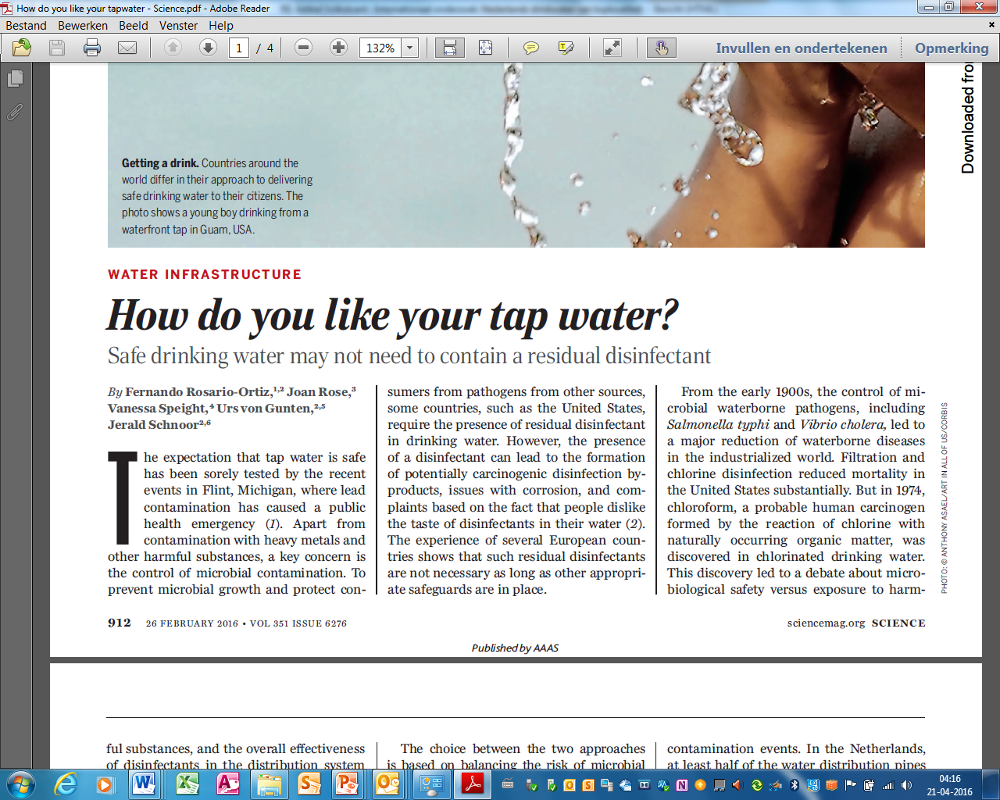 How do you like your tapwater - Science.pdf - Adobe Reader
Bestand Bewerken Beeld Venster Help
1 / 4 132% Invullen en ondertekenen Opmerking
Downloaded fro
Getting a drink. Countries around the
world differ in their approach to delivering
safe drinking water to their citizens. The
photo shows a young boy drinking from a
waterfront tap in Guam, USA.
WATER INFRASTRUCTURE
How do you like your tap water?
Safe drinking water may not need to contain a residual disinfectant
By Fernando Rosario-Ortiz,1,2 Joan Rose,3
Vanessa Speight,4 Urs von Gunten,2,5
Jerald Schnoor2,6
The expectation that tap water is safe
has been sorely tested by the recent
events in Flint, Michigan, where lead
contamination has caused a public
health emergency (1). Apart from
contamination with heavy metals and
other harmful substances, a key concern is
the control of microbial contamination. To
prevent microbial growth and protect con-
sumers from pathogens from other sources,
some countries, such as the United States,
require the presence of residual disinfectant
in drinking water. However, the presence
of a disinfectant can lead to the formation
of potentially carcinogenic disinfection by-
products, issues with corrosion, and com-
plaints based on the fact that people dislike
the taste of disinfectants in their water (2).
The experience of several European coun-
tries shows that such residual disinfectants
are not necessary as long as other appropri-
ate safeguards are in place.
From the early 1900s, the control of mi-
crobial waterborne pathogens, including
Salmonella typhi and Vibrio cholera, led to
a major reduction of waterborne diseases
in the industrialized world. Filtration and
chlorine disinfection reduced mortality in
the United States substantially. But in 1974,
chloroform, a probable human carcinogen
formed by the reaction of chlorine with
naturally occurring organic matter, was
discovered in chlorinated drinking water.
This discovery led to a debate about micro-
biological safety versus exposure to harm-
PHOTO: © ANTHONY ASAEL/ART IN ALL OF US/CORBIS
912 26 FEBRUARY 2016 • VOL 351 ISSUE 6276
sciencemag.org SCIENCE
Published by AAAS
ful substances, and the overall effectiveness
of disinfectants in the distribution system
The choice between the two approaches
is based on balancing the risk of microbial
contamination events. In the Netherlands,
at least half of the water distribution pipes
04:16
21-04-2016